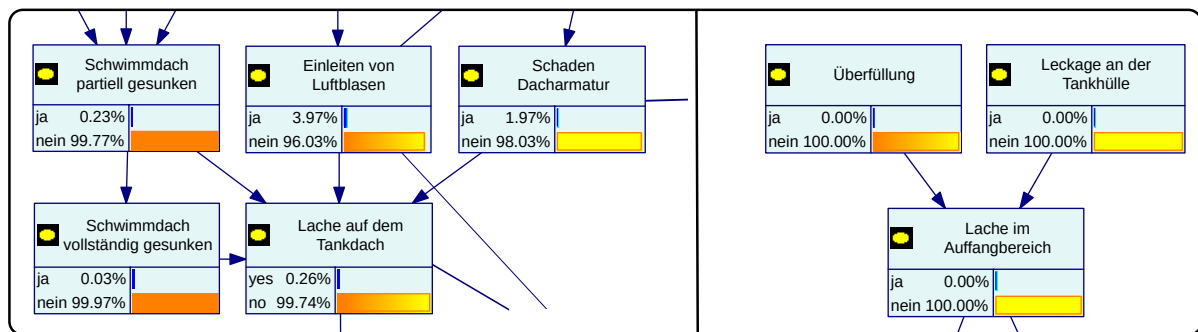 Schwimmdach
partiell gesunken
ja 0.23%
nein 99.77%
Einleiten von
Luftblasen
ja 3.97%
nein 96.03%
Schaden
Dacharmatur
ja 1.97%
nein 98.03%
Überfüllung
ja 0.00%
nein 100.00%
Leckage an der
Tankhülle
ja 0.00%
nein 100.00%
Schwimmdach
vollständig gesunken
ja 0.03%
nein 99.97%
Lache auf dem
Tankdach
yes 0.26%
no 99.74%
Lache im
Auffangbereich
ja 0.00%
nein 100.00%